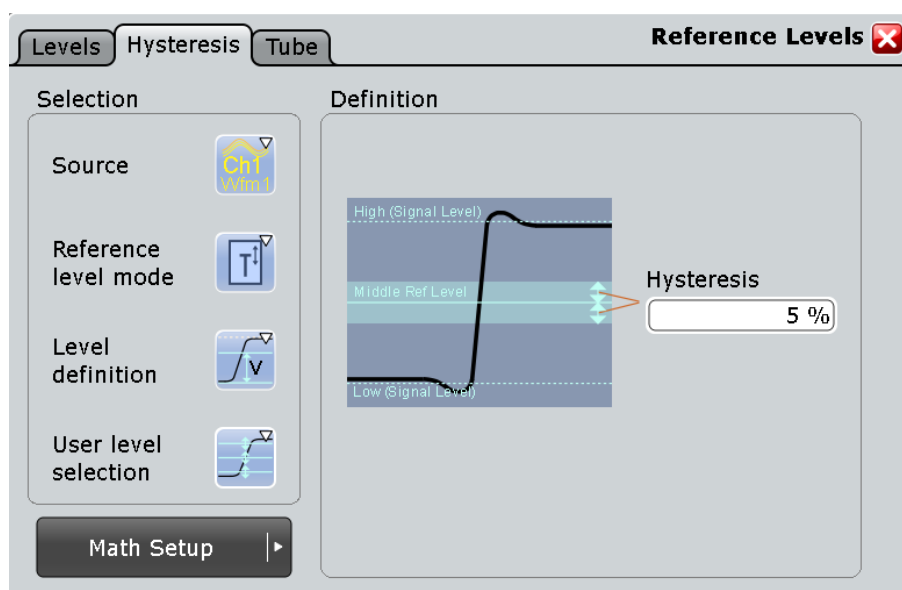 Levels Hysteresis Tube Reference Levels
Selection
Definition
Source
Ch1
Wfm1
Reference
level mode
T
Level
definition
V
User level
selection
Math Setup
High (Signal Level)
Middle Ref Level
Low (Signal Level)
Hysteresis
5 %